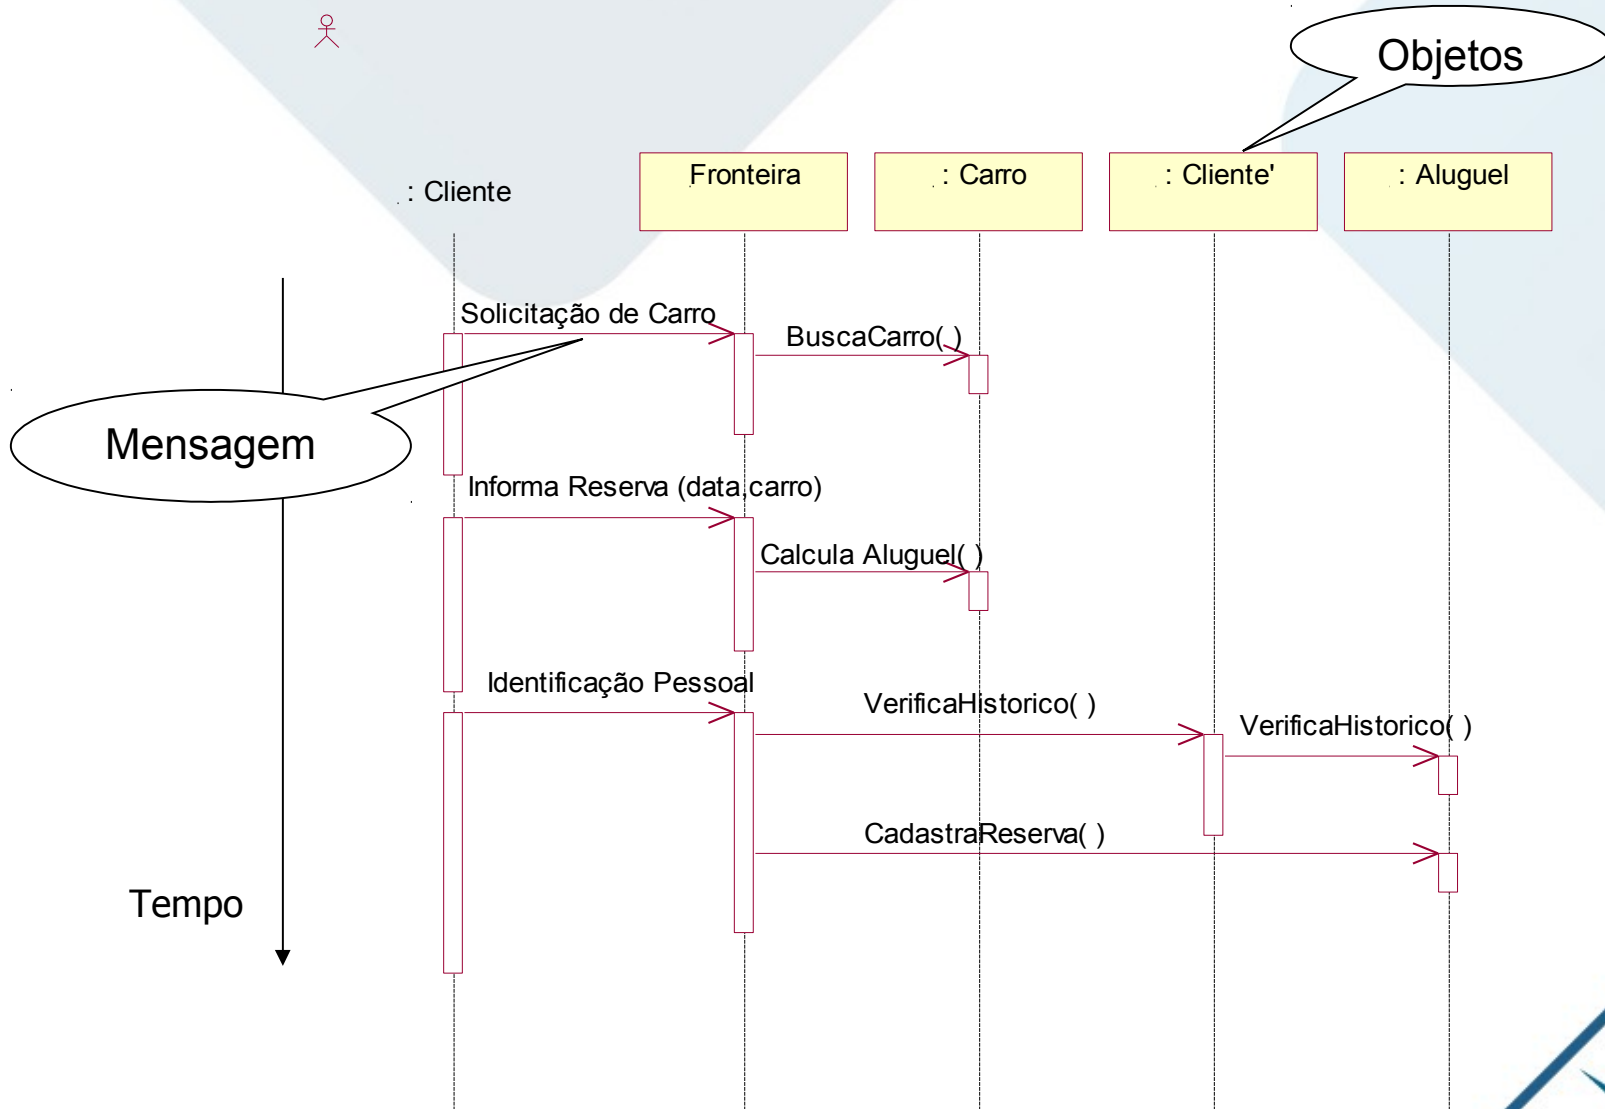 Objetos
: Cliente
Fronteira
: Carro
: Cliente'
: Aluguel
Solicitação de Carro
BuscaCarro( )
Mensagem
Informa Reserva (data,carro)
Calcula Aluguel( )
Identificação Pessoal
VerificaHistorico( )
VerificaHistorico( )
CadastraReserva( )
Tempo